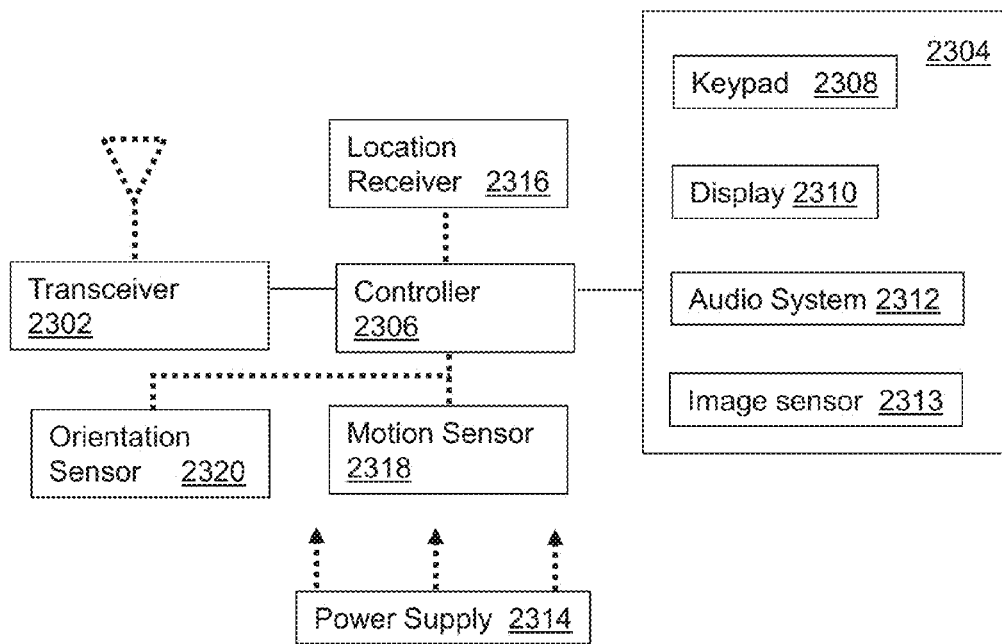 2304
Keypad 2308
Location
Receiver 2316
Display 2310
Transceiver
2302
Controller
2306
Audio System 2312
Image sensor 2313
Orientation
Sensor 2320
Motion Sensor
2318
Power Supply 2314